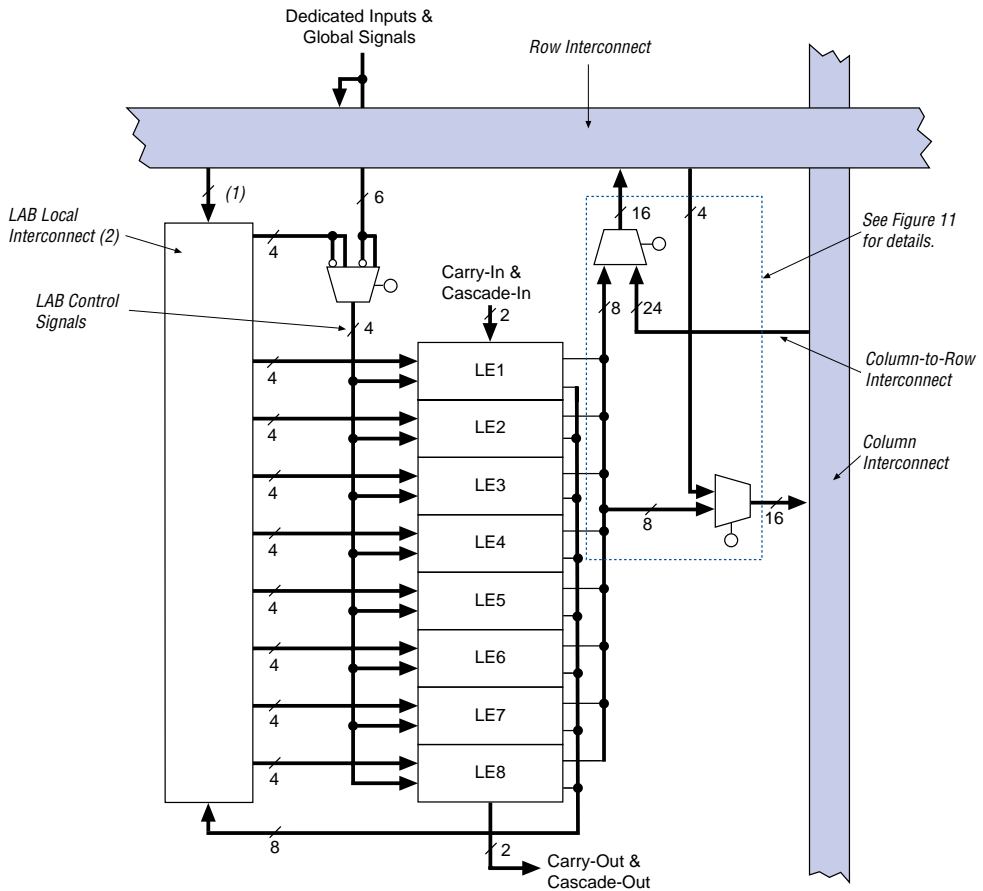 Dedicated Inputs &
Global Signals
Row Interconnect
(1)
6
16
4
See Figure 11
for details.
LAB Local
Interconnect (2)
4
Carry-In &
Cascade-In
2
8
24
LAB Control
Signals
4
Column-to-Row
Interconnect
4
LE1
4
LE2
Column
Interconnect
4
LE3
8
16
4
LE4
4
LE5
4
LE6
4
LE7
4
LE8
8
2
Carry-Out &
Cascade-Out